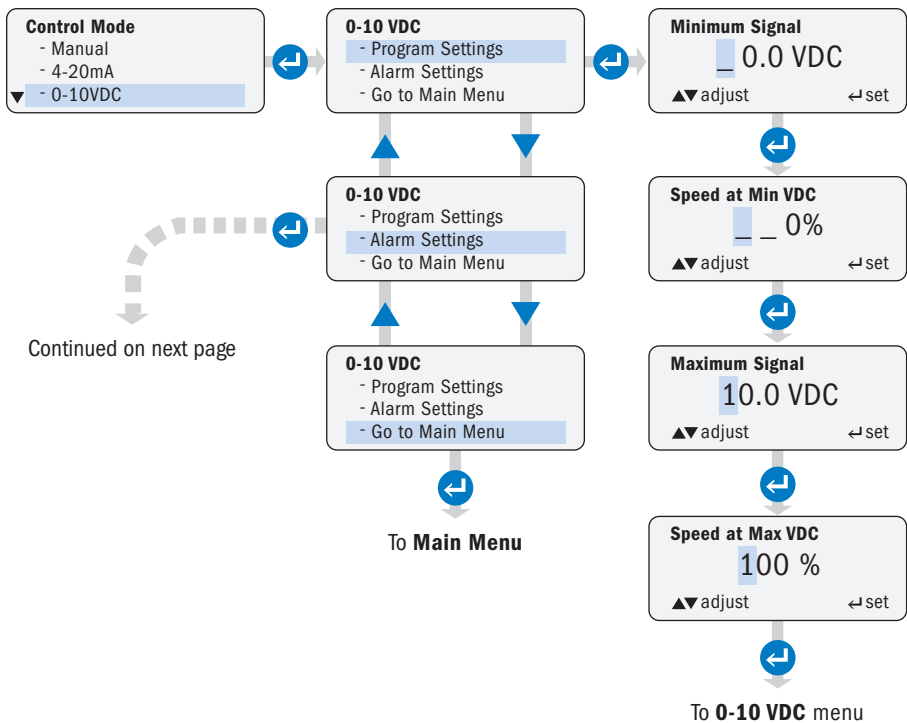 Control Mode
- Manual
- 4-20mA
▼ - 0-10VDC
0-10 VDC
- Program Settings
- Alarm Settings
- Go to Main Menu
Minimum Signal
_ 0.0 VDC
▲▼ adjust ↵ set
0-10 VDC
- Program Settings
- Alarm Settings
- Go to Main Menu
Speed at Min VDC
_ _ 0%
▲▼ adjust ↵ set
Continued on next page
0-10 VDC
- Program Settings
- Alarm Settings
- Go to Main Menu
Maximum Signal
10.0 VDC
▲▼ adjust ↵ set
To Main Menu
Speed at Max VDC
100 %
▲▼ adjust ↵ set
To 0-10 VDC menu